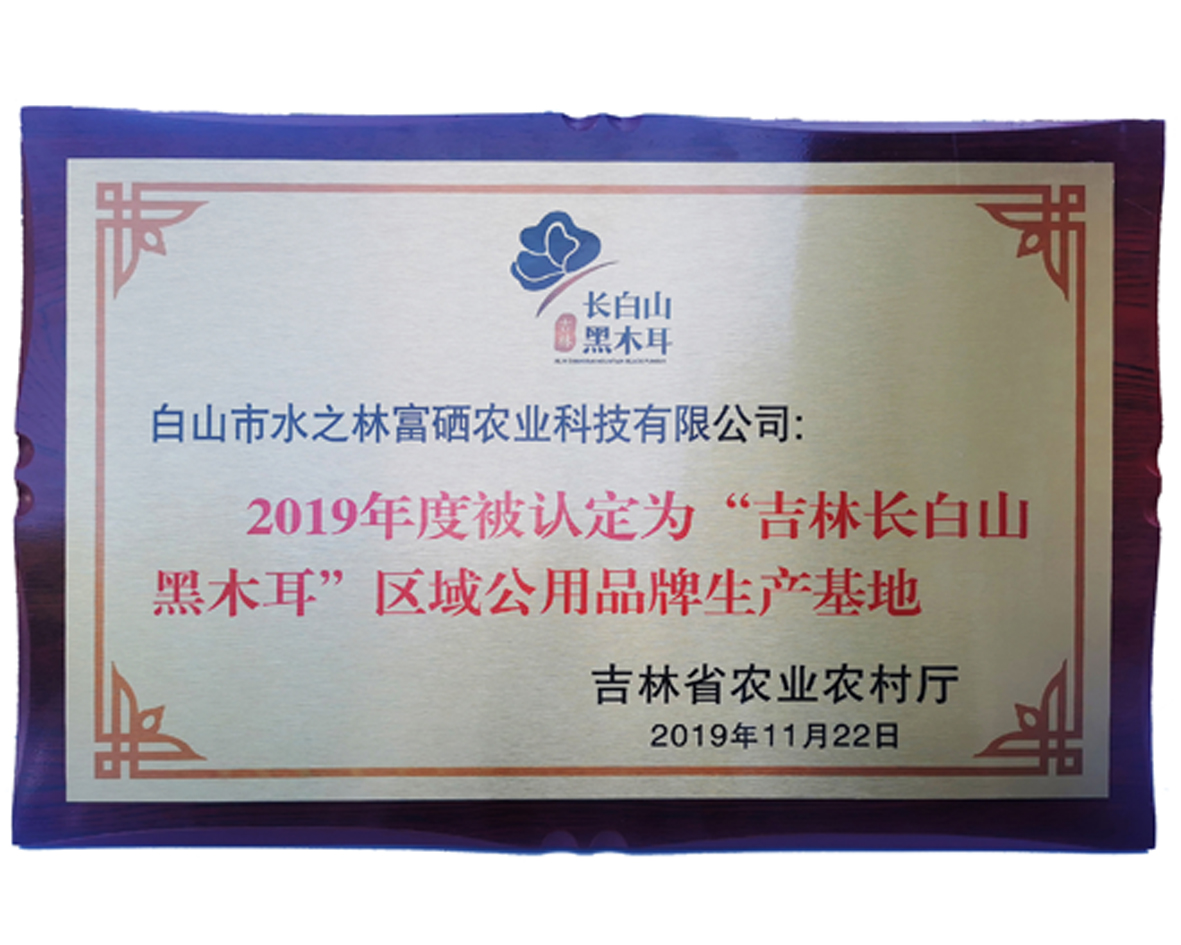 长白山
吉林
黑木耳
白山市水之林富硒农业科技有限公司:
2019年度被认定为“吉林长白山
黑木耳”区域公用品牌生产基地
吉林省农业农村厅
2019年11月22日